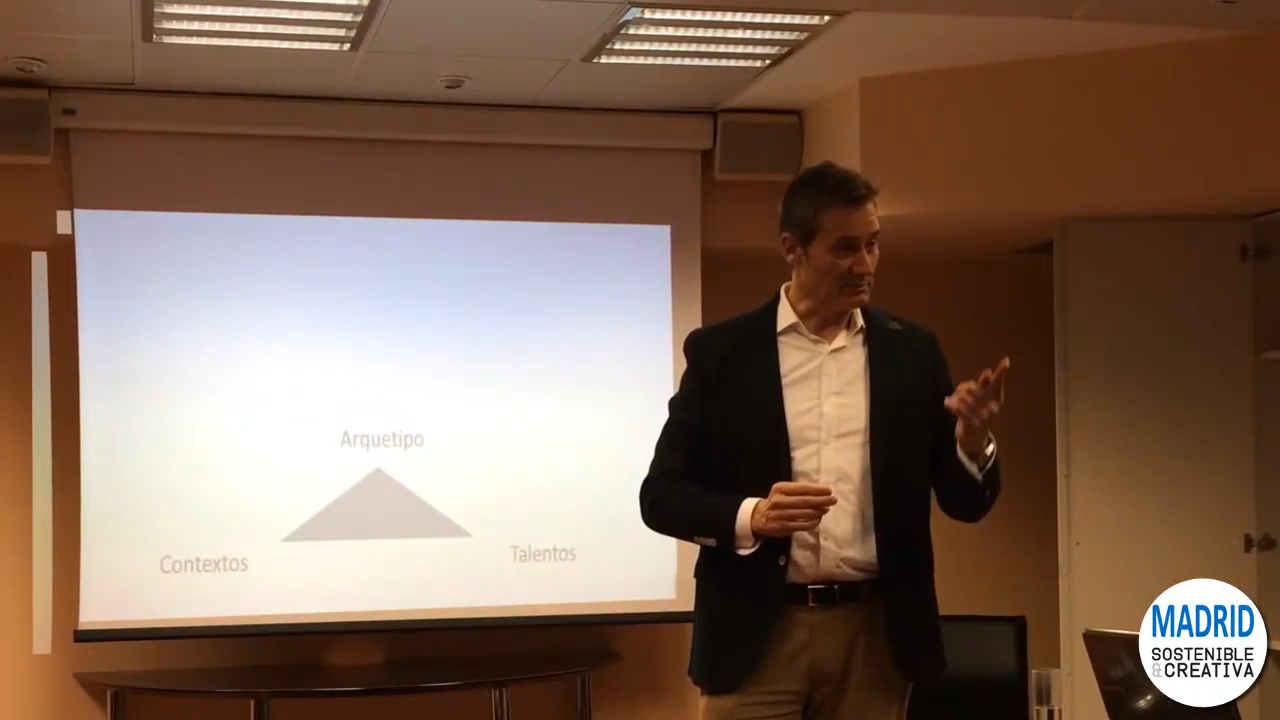 Arquetipo
Contextos
Talentos
MADRID
SOSTENIBLE
&CREATIVA